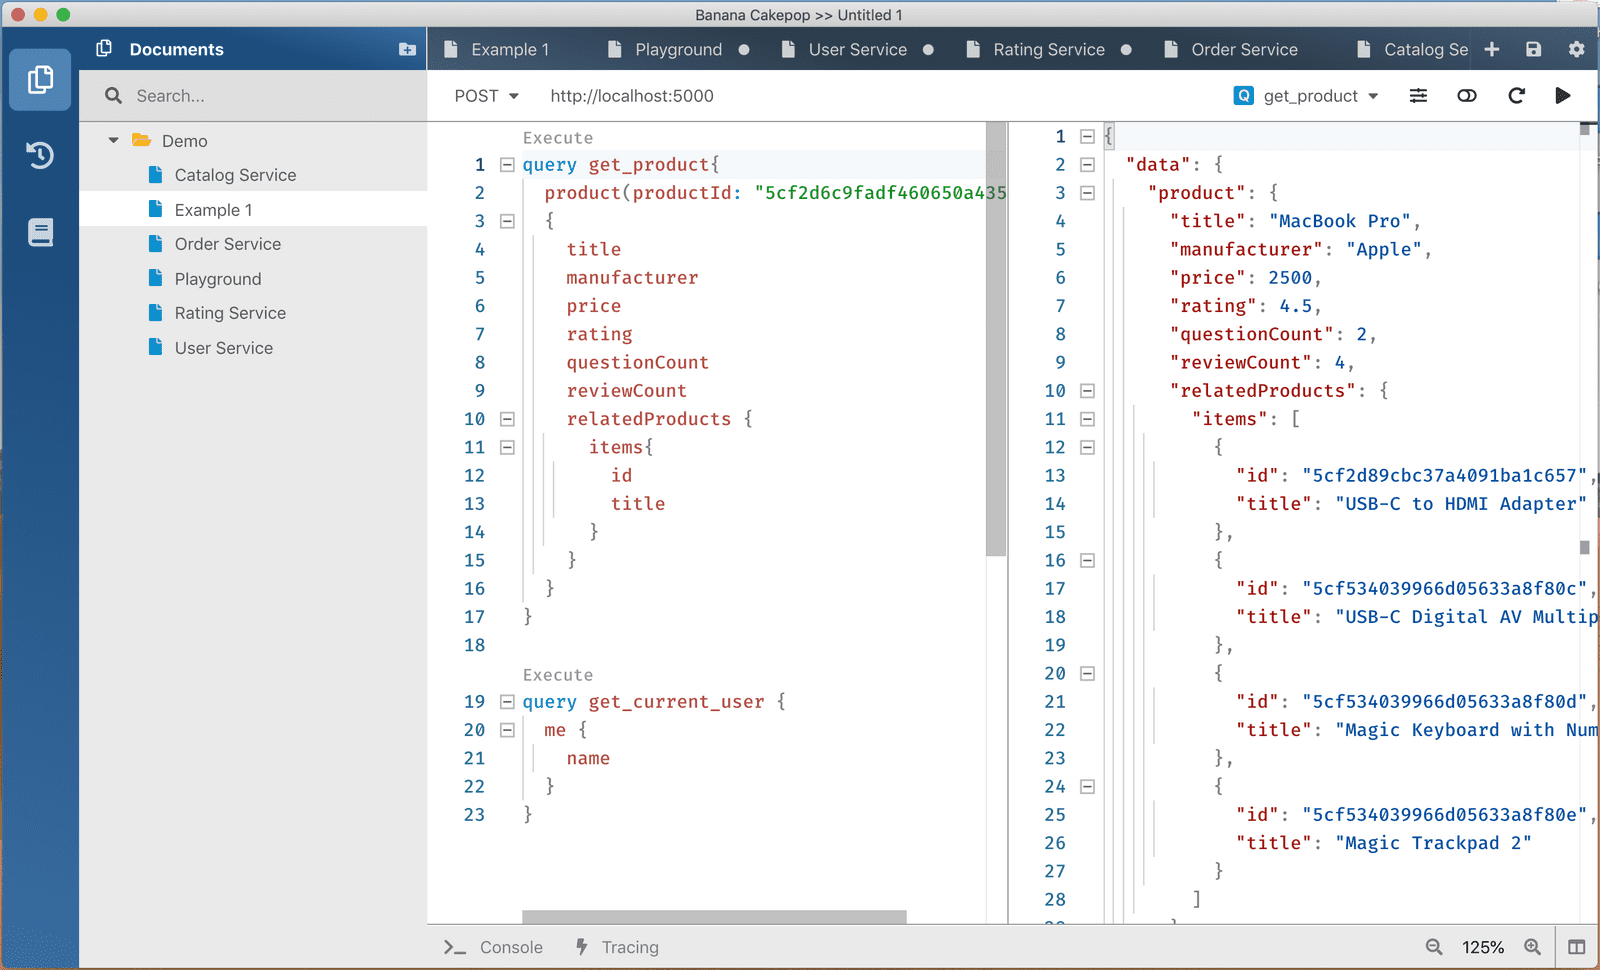 Banana Cakepop >> Untitled 1
Documents
Example 1
Playground
User Service
Rating Service
Order Service
Catalog Se
Search...
POST
http://localhost:5000
Q
get_product
Demo
Catalog Service
Example 1
Order Service
Playground
Rating Service
User Service
Execute
1 query get_product{
2 product(productId: "5cf2d6c9fadf460650a435
3 {
4 title
5 manufacturer
6 price
7 rating
8 questionCount
9 reviewCount
10 relatedProducts {
11 items{
12 id
13 title
14 }
15 }
16 }
17 }
18
Execute
19 query get_current_user {
20 me {
21 name
22 }
23 }
1 {
2 "data": {
3 "product": {
4 "title": "MacBook Pro",
5 "manufacturer": "Apple",
6 "price": 2500,
7 "rating": 4.5,
8 "questionCount": 2,
9 "reviewCount": 4,
10 "relatedProducts": {
11 "items": [
12 {
13 "id": "5cf2d89cbc37a4091ba1c657",
14 "title": "USB-C to HDMI Adapter"
15 },
16 {
17 "id": "5cf534039966d05633a8f80c",
18 "title": "USB-C Digital AV Multip
19 },
20 {
21 "id": "5cf534039966d05633a8f80d",
22 "title": "Magic Keyboard with Num
23 },
24 {
25 "id": "5cf534039966d05633a8f80e",
26 "title": "Magic Trackpad 2"
27 }
28 ]
Console
Tracing
125%